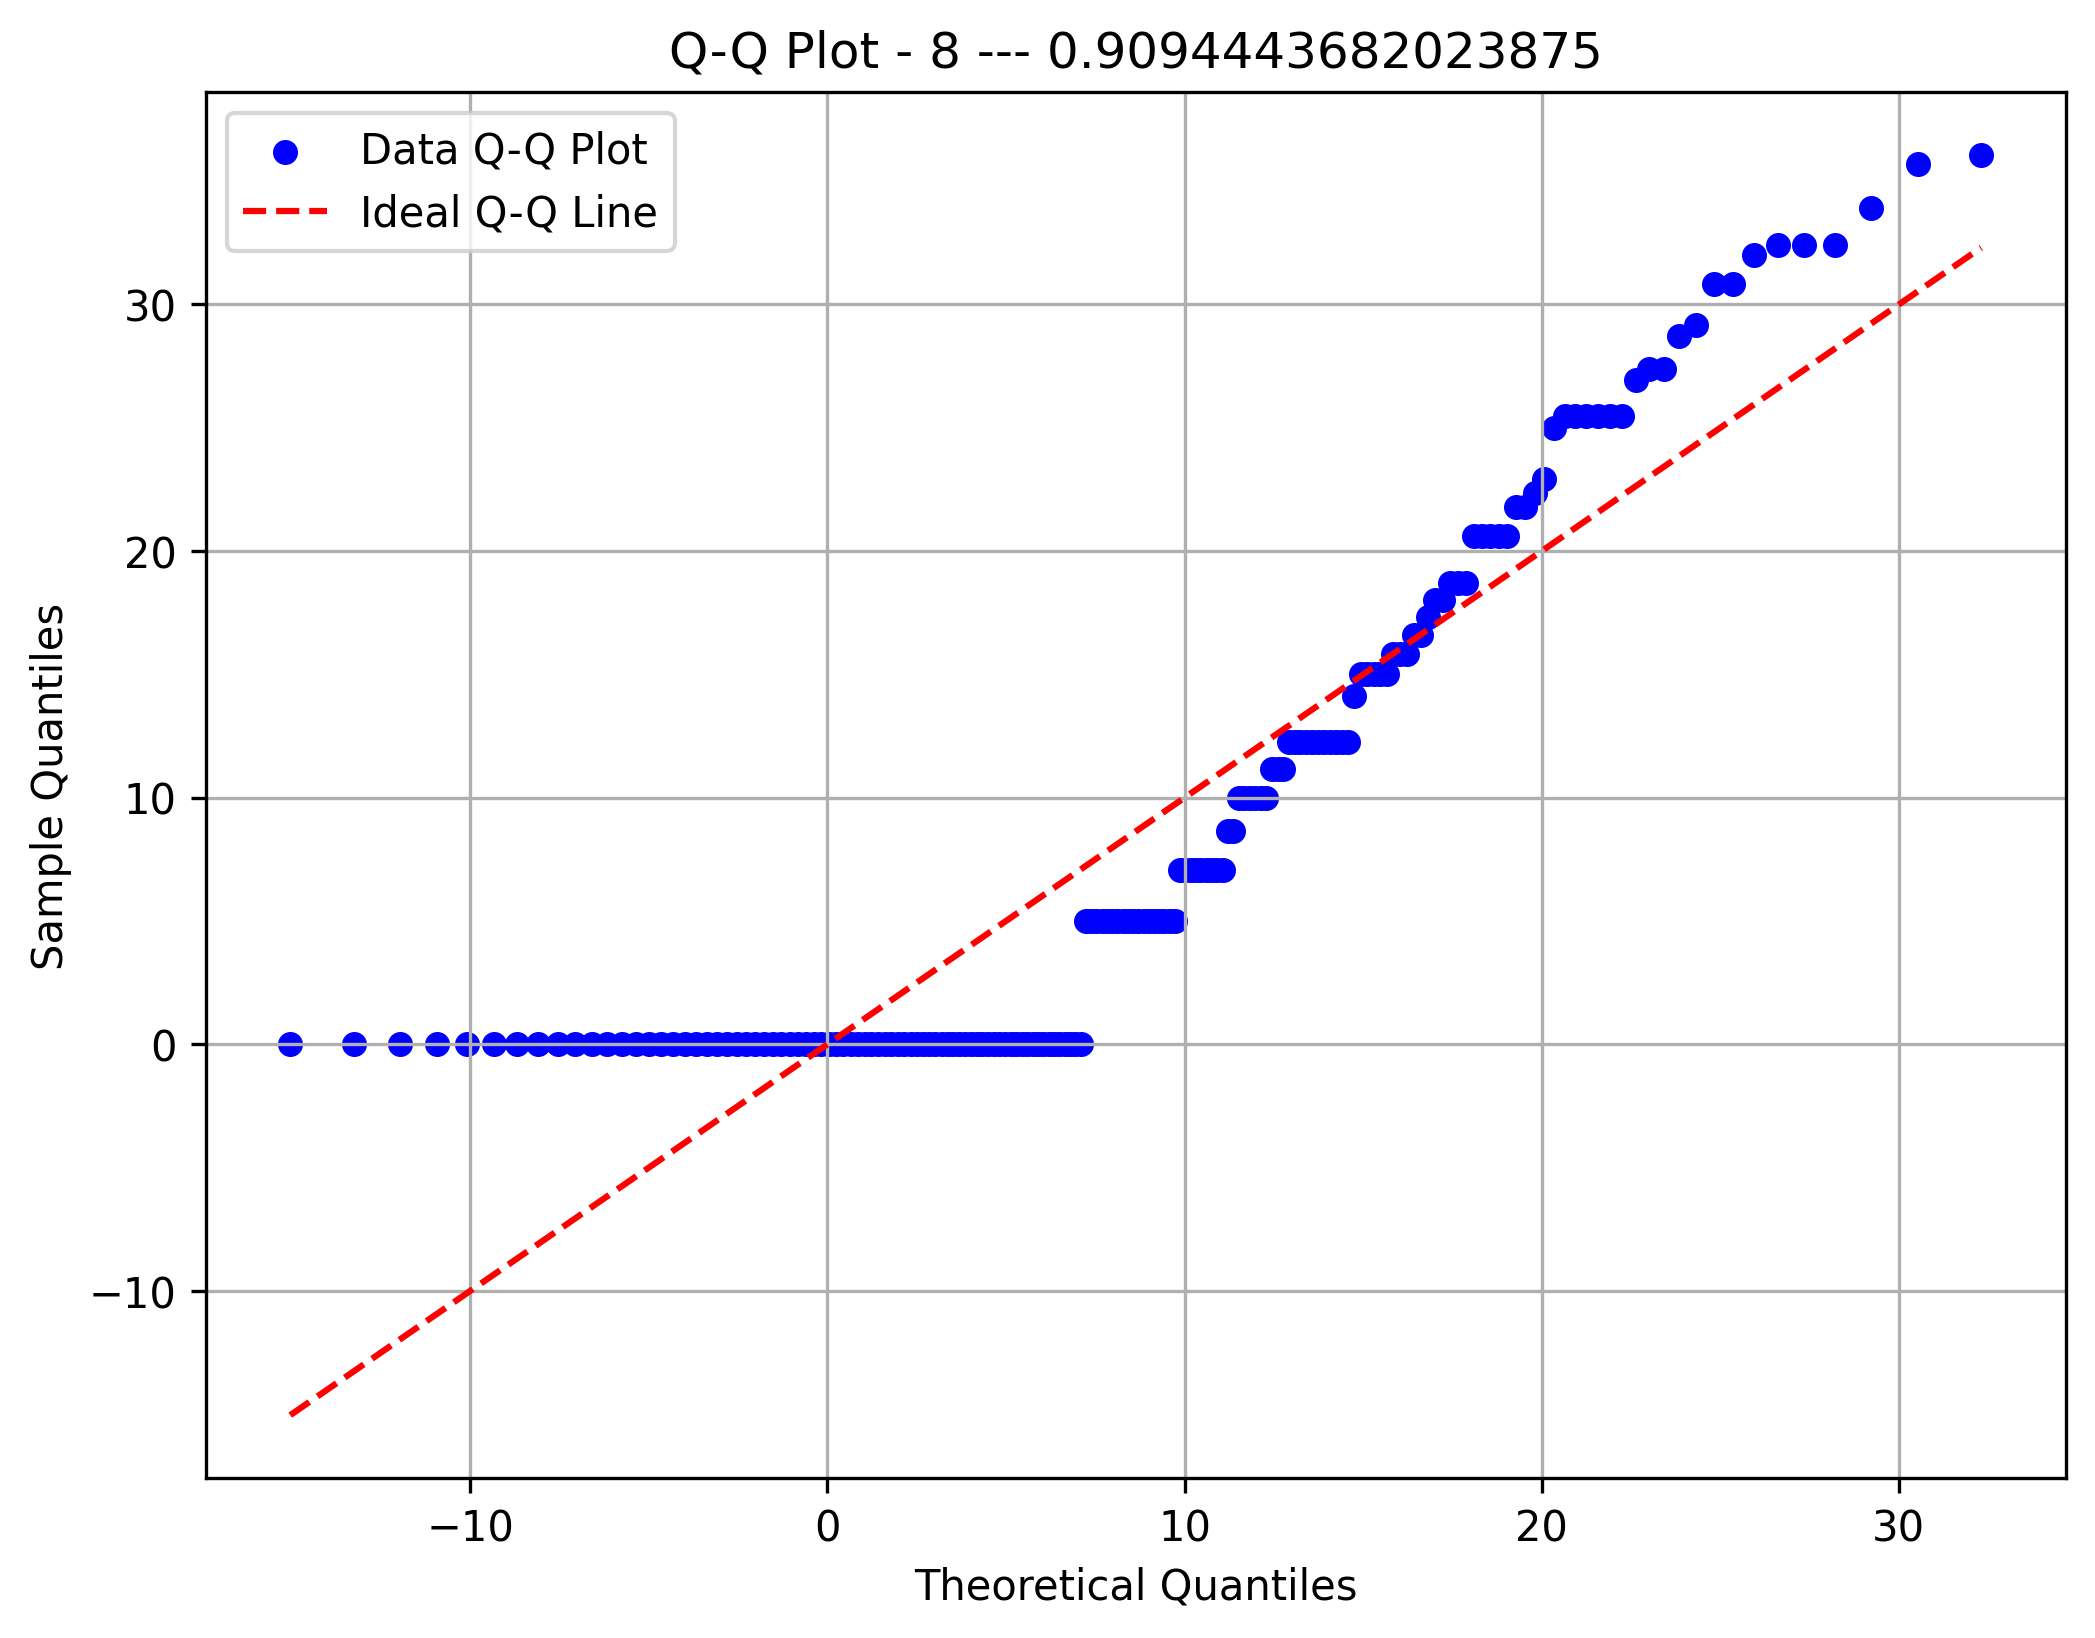 Q-Q Plot - 8 --- 0.9094443682023875
Data Q-Q Plot
Ideal Q-Q Line
30
20
10
0
−10
Sample Quantiles
−10 0 10 20 30
Theoretical Quantiles